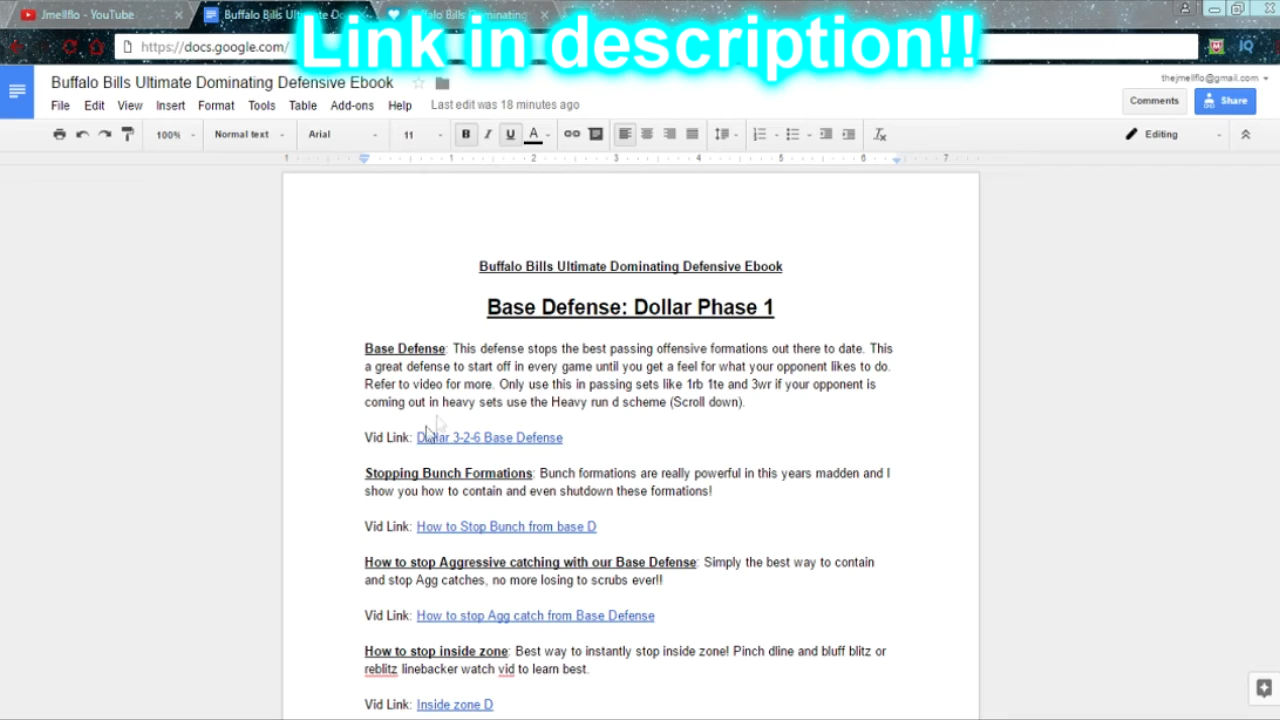 Jmellflo - YouTube
Buffalo Bills Ultimate Do
Buffalo Bills Dominating
Link in description!!
https://docs.google.com/
IQ
Buffalo Bills Ultimate Dominating Defensive Ebook
thejmellflo@gmail.com
File Edit View Insert Format Tools Table Add-ons Help Last edit was 18 minutes ago
Comments Share
100% Normal text Arial 11 B I U A Editing
1 1 2 3 4 5 6 7
Buffalo Bills Ultimate Dominating Defensive Ebook
Base Defense: Dollar Phase 1
Base Defense: This defense stops the best passing offensive formations out there to date. This
a great defense to start off in every game until you get a feel for what your opponent likes to do.
Refer to video for more. Only use this in passing sets like 1rb 1te and 3wr if your opponent is
coming out in heavy sets use the Heavy run d scheme (Scroll down).
Vid Link: Dollar 3-2-6 Base Defense
Stopping Bunch Formations: Bunch formations are really powerful in this years madden and I
show you how to contain and even shutdown these formations!
Vid Link: How to Stop Bunch from base D
How to stop Aggressive catching with our Base Defense: Simply the best way to contain
and stop Agg catches, no more losing to scrubs ever!!
Vid Link: How to stop Agg catch from Base Defense
How to stop inside zone: Best way to instantly stop inside zone! Pinch dline and bluff blitz or
reblitz linebacker watch vid to learn best.
Vid Link: Inside zone D